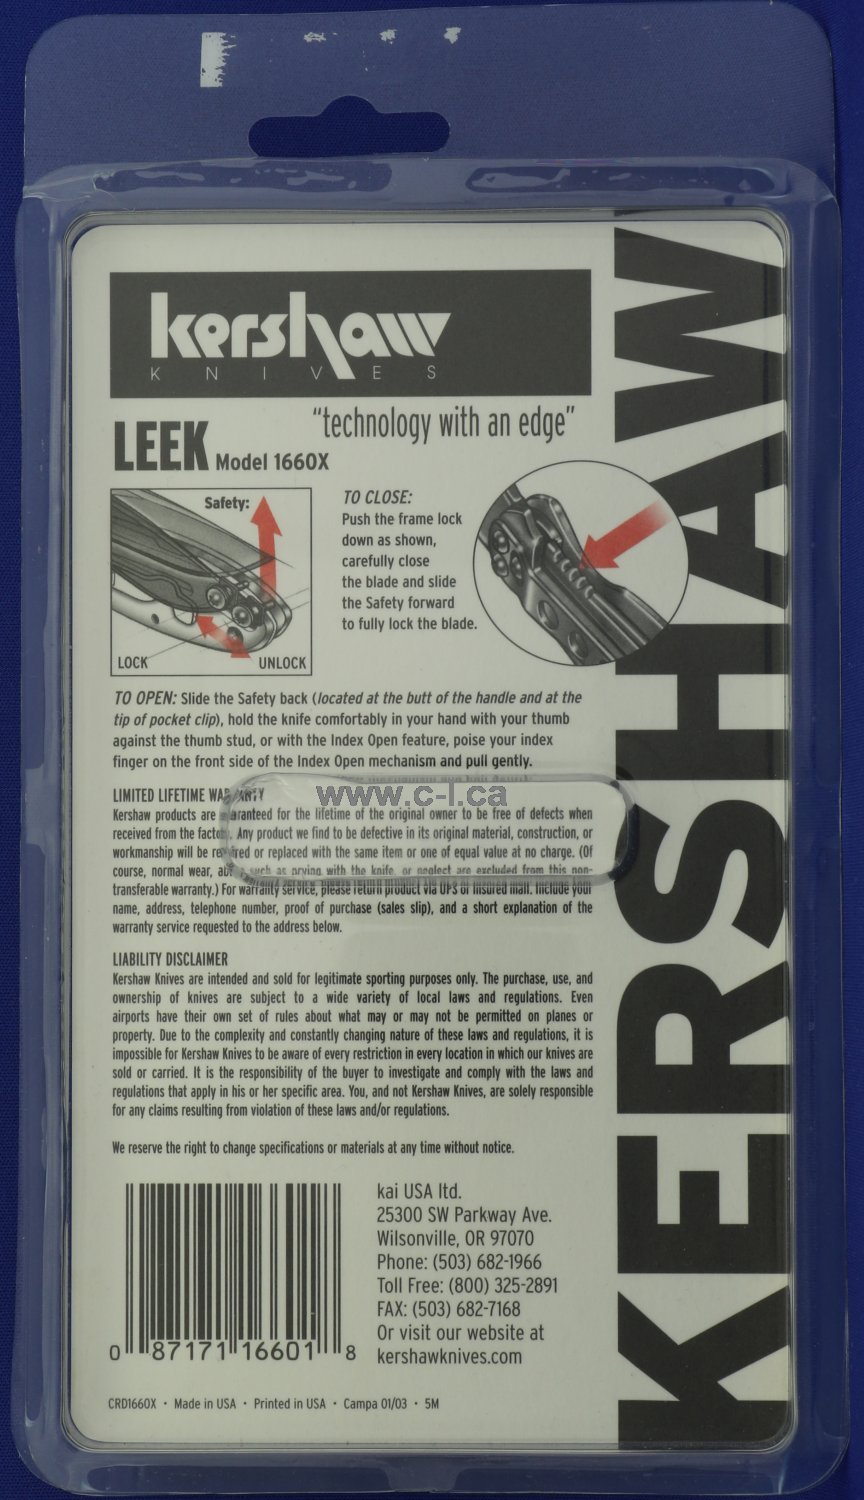 kershaw
KNIVES
"technology with an edge"
LEEK Model 1660X
Safety:
LOCK
UNLOCK
TO CLOSE:
Push the frame lock
down as shown,
carefully close
the blade and slide
the Safety forward
to fully lock the blade.
TO OPEN: Slide the Safety back (located at the butt of the handle and at the
tip of pocket clip), hold the knife comfortably in your hand with your thumb
against the thumb stud, or with the Index Open feature, poise your index
finger on the front side of the Index Open mechanism and pull gently.
www.c-l.ca
LIMITED LIFETIME WARRANTY
Kershaw products are guaranteed for the lifetime of the original owner to be free of defects when
received from the factory. Any product we find to be defective in its original material, construction, or
workmanship will be repaired or replaced with the same item or one of equal value at no charge. (Of
course, normal wear, such as prying with the knife, or neglect are excluded from this non-
transferable warranty.) For warranty service, please return product via UPS or insured mail. Include your
name, address, telephone number, proof of purchase (sales slip), and a short explanation of the
warranty service requested to the address below.
LIABILITY DISCLAIMER
Kershaw Knives are intended and sold for legitimate sporting purposes only. The purchase, use, and
ownership of knives are subject to a wide variety of local laws and regulations. Even
airports have their own set of rules about what may or may not be permitted on planes or
property. Due to the complexity and constantly changing nature of these laws and regulations, it is
impossible for Kershaw Knives to be aware of every restriction in every location in which our knives are
sold or carried. It is the responsibility of the buyer to investigate and comply with the laws and
regulations that apply in his or her specific area. You, and not Kershaw Knives, are solely responsible
for any claims resulting from violation of these laws and/or regulations.
We reserve the right to change specifications or materials at any time without notice.
0 87171 16601 8
kai USA ltd.
25300 SW Parkway Ave.
Wilsonville, OR 97070
Phone: (503) 682-1966
Toll Free: (800) 325-2891
FAX: (503) 682-7168
Or visit our website at
kershawknives.com
CRD1660X • Made in USA • Printed in USA • Campa 01/03 • 5M
KERSHAW